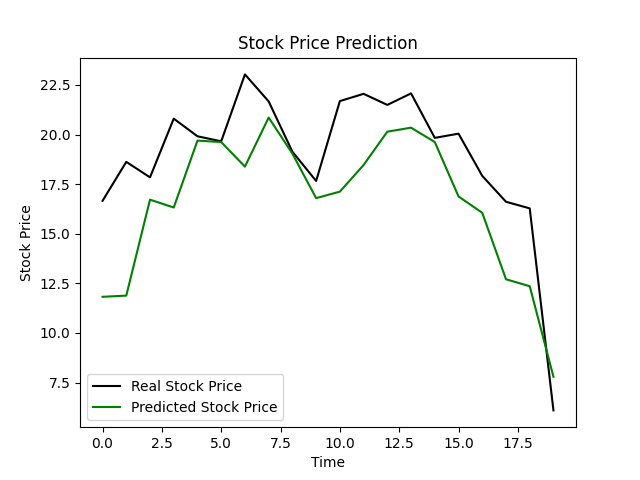 Stock Price Prediction
Stock Price
22.5
20.0
17.5
15.0
12.5
10.0
7.5
Real Stock Price
Predicted Stock Price
0.0 2.5 5.0 7.5 10.0 12.5 15.0 17.5
Time